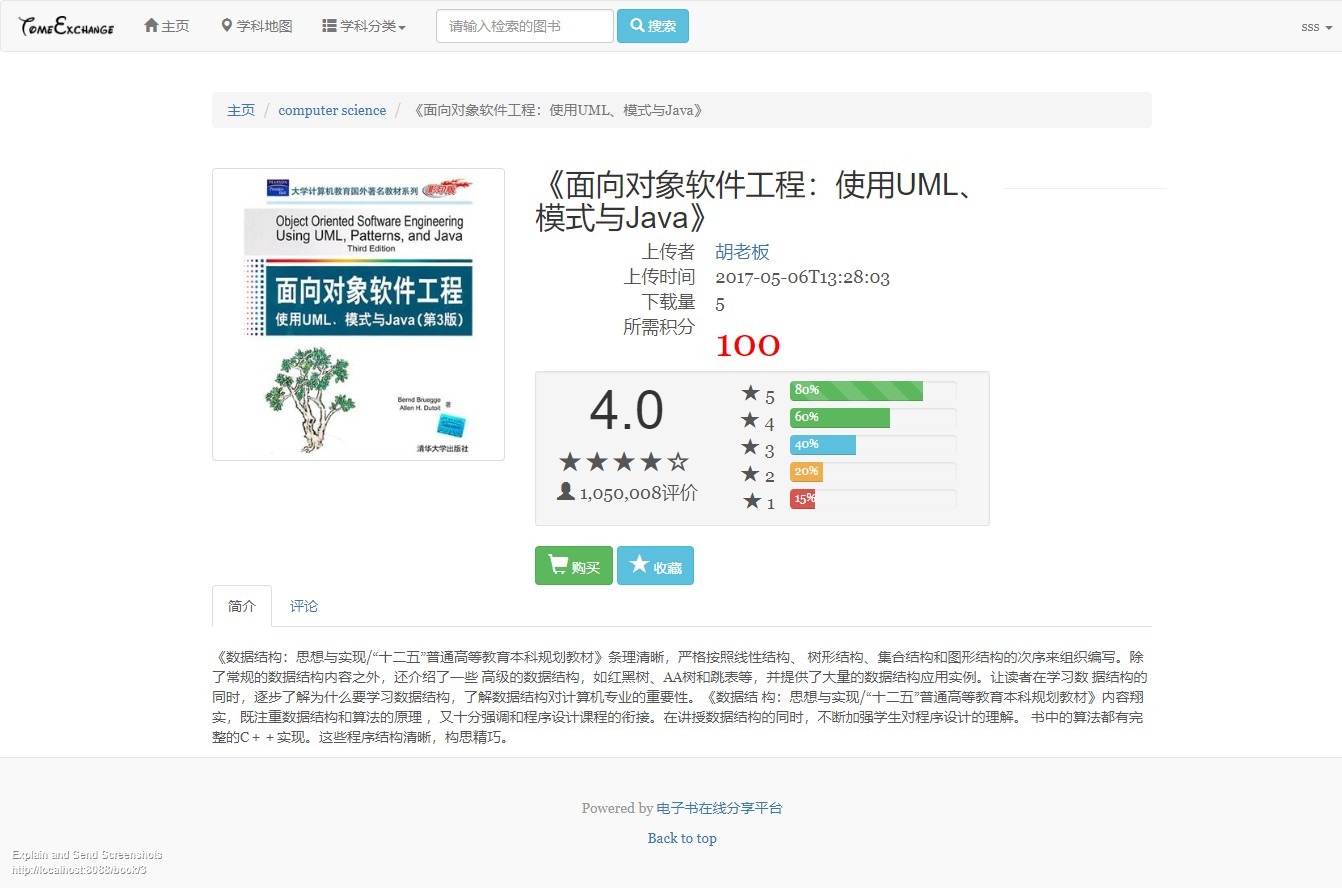 TomeExchange 主页 学科地图 学科分类 请输入检索的图书 搜索 sss
主页 / computer science / 《面向对象软件工程：使用UML、模式与Java》
PEARSON 大学计算机教育国外著名教材系列 影印版
Object Oriented Software Engineering
Using UML, Patterns, and Java
Third Edition
面向对象软件工程
使用UML、模式与Java(第3版)
Bernd Bruegge
Allen H. Dutoit 著
清华大学出版社
《面向对象软件工程：使用UML、
模式与Java》
上传者 胡老板
上传时间 2017-05-06T13:28:03
下载量 5
所需积分 100
4.0
★★★★☆
1,050,008评价
★ 5 80%
★ 4 60%
★ 3 40%
★ 2 20%
★ 1 15%
购买 收藏
简介 评论
《数据结构：思想与实现/“十二五”普通高等教育本科规划教材》条理清晰，严格按照线性结构、 树形结构、集合结构和图形结构的次序来组织编写。除
了常规的数据结构内容之外，还介绍了一些 高级的数据结构，如红黑树、AA树和跳表等，并提供了大量的数据结构应用实例。让读者在学习数 据结构的
同时，逐步了解为什么要学习数据结构，了解数据结构对计算机专业的重要性。《数据结 构：思想与实现/“十二五”普通高等教育本科规划教材》内容翔
实，既注重数据结构和算法的原理 ，又十分强调和程序设计课程的衔接。在讲授数据结构的同时，不断加强学生对程序设计的理解。 书中的算法都有完
整的C＋＋实现。这些程序结构清晰，构思精巧。
Powered by 电子书在线分享平台
Back to top
Explain and Send Screenshots
http://localhost:8088/book/3